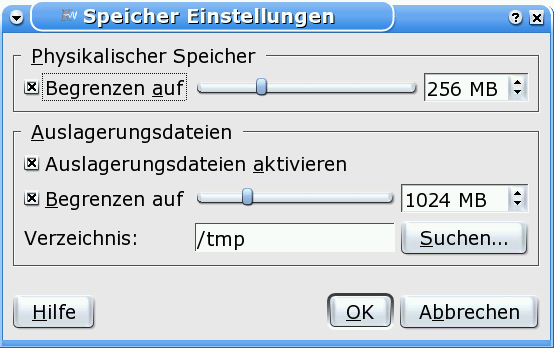 Speicher Einstellungen
Physikalischer Speicher
Begrenzen auf 256 MB
Auslagerungsdateien
Auslagerungsdateien aktivieren
Begrenzen auf 1024 MB
Verzeichnis: /tmp Suchen...
Hilfe OK Abbrechen